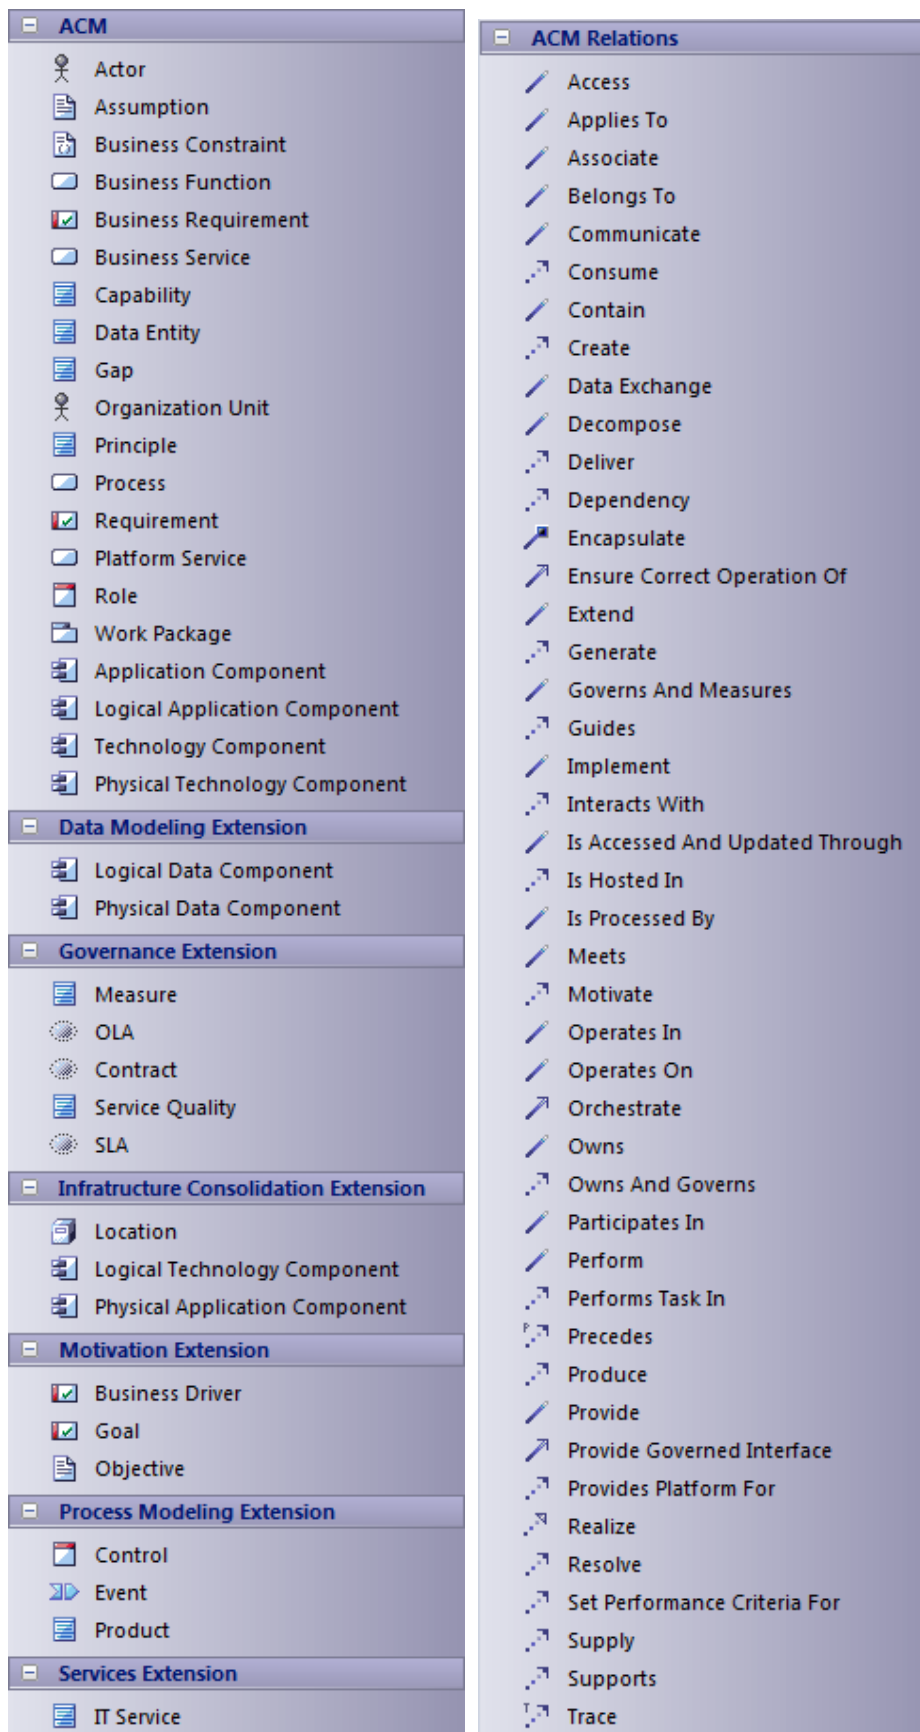 ACM
Actor
Assumption
Business Constraint
Business Function
Business Requirement
Business Service
Capability
Data Entity
Gap
Organization Unit
Principle
Process
Requirement
Platform Service
Role
Work Package
Application Component
Logical Application Component
Technology Component
Physical Technology Component
Data Modeling Extension
Logical Data Component
Physical Data Component
Governance Extension
Measure
OLA
Contract
Service Quality
SLA
Infratructure Consolidation Extension
Location
Logical Technology Component
Physical Application Component
Motivation Extension
Business Driver
Goal
Objective
Process Modeling Extension
Control
Event
Product
Services Extension
IT Service
ACM Relations
Access
Applies To
Associate
Belongs To
Communicate
Consume
Contain
Create
Data Exchange
Decompose
Deliver
Dependency
Encapsulate
Ensure Correct Operation Of
Extend
Generate
Governs And Measures
Guides
Implement
Interacts With
Is Accessed And Updated Through
Is Hosted In
Is Processed By
Meets
Motivate
Operates In
Operates On
Orchestrate
Owns
Owns And Governs
Participates In
Perform
Performs Task In
Precedes
Produce
Provide
Provide Governed Interface
Provides Platform For
Realize
Resolve
Set Performance Criteria For
Supply
Supports
Trace